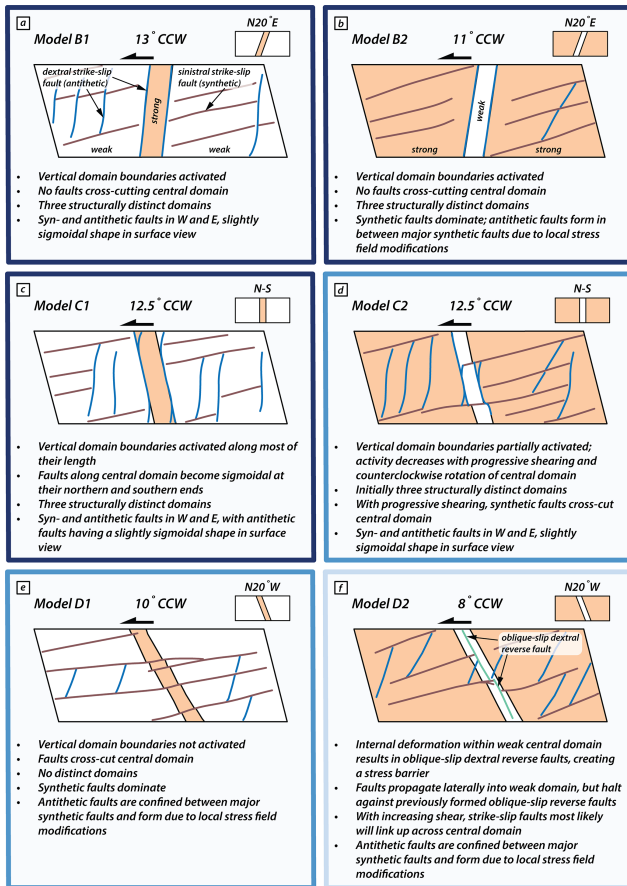 a
N20°E
Model B1 13° CCW
dextral strike-slip
fault (antithetic)
sinistral strike-slip
fault (synthetic)
strong
weak
weak
• Vertical domain boundaries activated
• No faults cross-cutting central domain
• Three structurally distinct domains
• Syn- and antithetic faults in W and E, slightly
sigmoidal shape in surface view
b
N20°E
Model B2 11° CCW
weak
strong
strong
• Vertical domain boundaries activated
• No faults cross-cutting central domain
• Three structurally distinct domains
• Synthetic faults dominate; antithetic faults form in
between major synthetic faults due to local stress
field modifications
c
N-S
Model C1 12.5° CCW
• Vertical domain boundaries activated along most of
their length
• Faults along central domain become sigmoidal at
their northern and southern ends
• Three structurally distinct domains
• Syn- and antithetic faults in W and E, with antithetic
faults having a slightly sigmoidal shape in surface
view
d
N-S
Model C2 12.5° CCW
• Vertical domain boundaries partially activated;
activity decreases with progressive shearing and
counterclockwise rotation of central domain
• Initially three structurally distinct domains
• With progressive shearing, synthetic faults cross-cut
central domain
• Syn- and antithetic faults in W and E, slightly
sigmoidal shape in surface view
e
N20°W
Model D1 10° CCW
• Vertical domain boundaries not activated
• Faults cross-cut central domain
• No distinct domains
• Synthetic faults dominate
• Antithetic faults are confined between major
synthetic faults and form due to local stress field
modifications
f
N20°W
Model D2 8° CCW
oblique-slip dextral
reverse fault
• Internal deformation within weak central domain
results in oblique-slip dextral reverse faults, creating
a stress barrier
• Faults propagate laterally into weak domain, but halt
against previously formed oblique-slip reverse faults
• With increasing shear, strike-slip faults most likely
will link up across central domain
• Antithetic faults are confined between major
synthetic faults and form due to local stress field
modifications